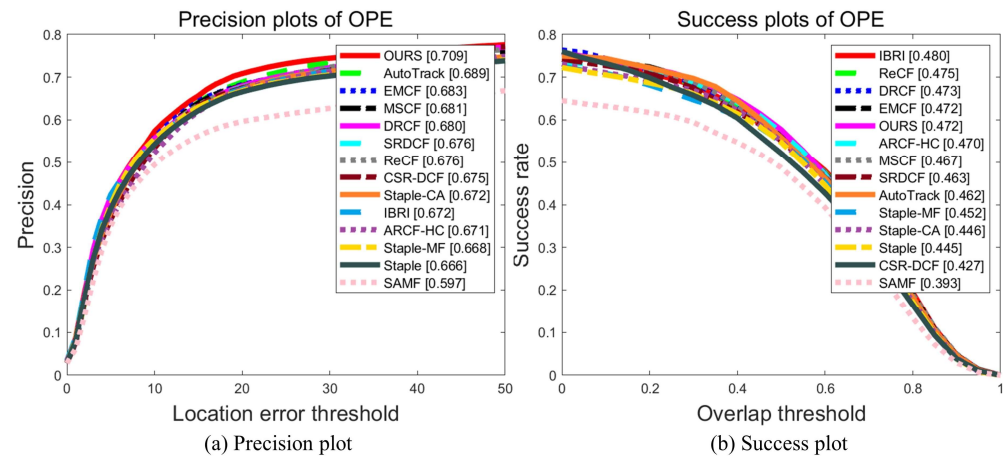 Precision plots of OPE
0.8
0.7
0.6
0.5
0.4
0.3
0.2
0.1
0
Precision
OURS [0.709]
AutoTrack [0.689]
EMCF [0.683]
MSCF [0.681]
DRCF [0.680]
SRDCF [0.676]
ReCF [0.676]
CSR-DCF [0.675]
Staple-CA [0.672]
IBRI [0.672]
ARCF-HC [0.671]
Staple-MF [0.668]
Staple [0.666]
SAMF [0.597]
0 10 20 30 40 50
Location error threshold
(a) Precision plot
Success plots of OPE
0.8
0.7
0.6
0.5
0.4
0.3
0.2
0.1
0
Success rate
IBRI [0.480]
ReCF [0.475]
DRCF [0.473]
EMCF [0.472]
OURS [0.472]
ARCF-HC [0.470]
MSCF [0.467]
SRDCF [0.463]
AutoTrack [0.462]
Staple-MF [0.452]
Staple-CA [0.446]
Staple [0.445]
CSR-DCF [0.427]
SAMF [0.393]
0 0.2 0.4 0.6 0.8 1
Overlap threshold
(b) Success plot